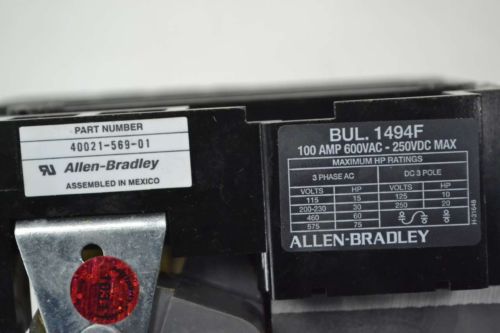 PART NUMBER
40021-569-01
Allen-Bradley
ASSEMBLED IN MEXICO
BUL. 1494F
100 AMP 600VAC - 250VDC MAX
MAXIMUM HP RATINGS
3 PHASE AC DC 3 POLE
VOLTS HP VOLTS HP
115 15 125 10
200-230 30 250 20
460 60
575 75
ALLEN-BRADLEY
H-3164B